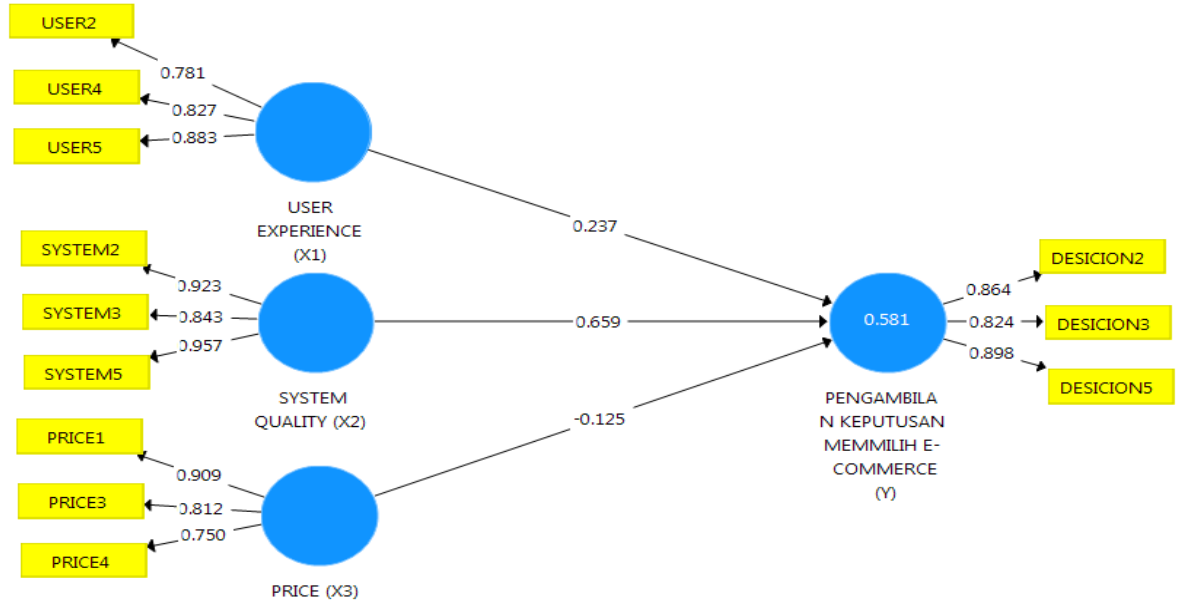 USER2
0.781
USER4
0.827
USER5
0.883
USER
EXPERIENCE
(X1)
0.237
SYSTEM2
0.923
SYSTEM3
0.843
SYSTEM5
0.957
SYSTEM
QUALITY (X2)
0.659
PRICE1
0.909
PRICE3
0.812
PRICE4
0.750
PRICE (X3)
-0.125
0.581
PENGAMBILA
N KEPUTUSAN
MEMMILIH E-
COMMERCE
(Y)
DESICION2
0.864
DESICION3
0.824
DESICION5
0.898